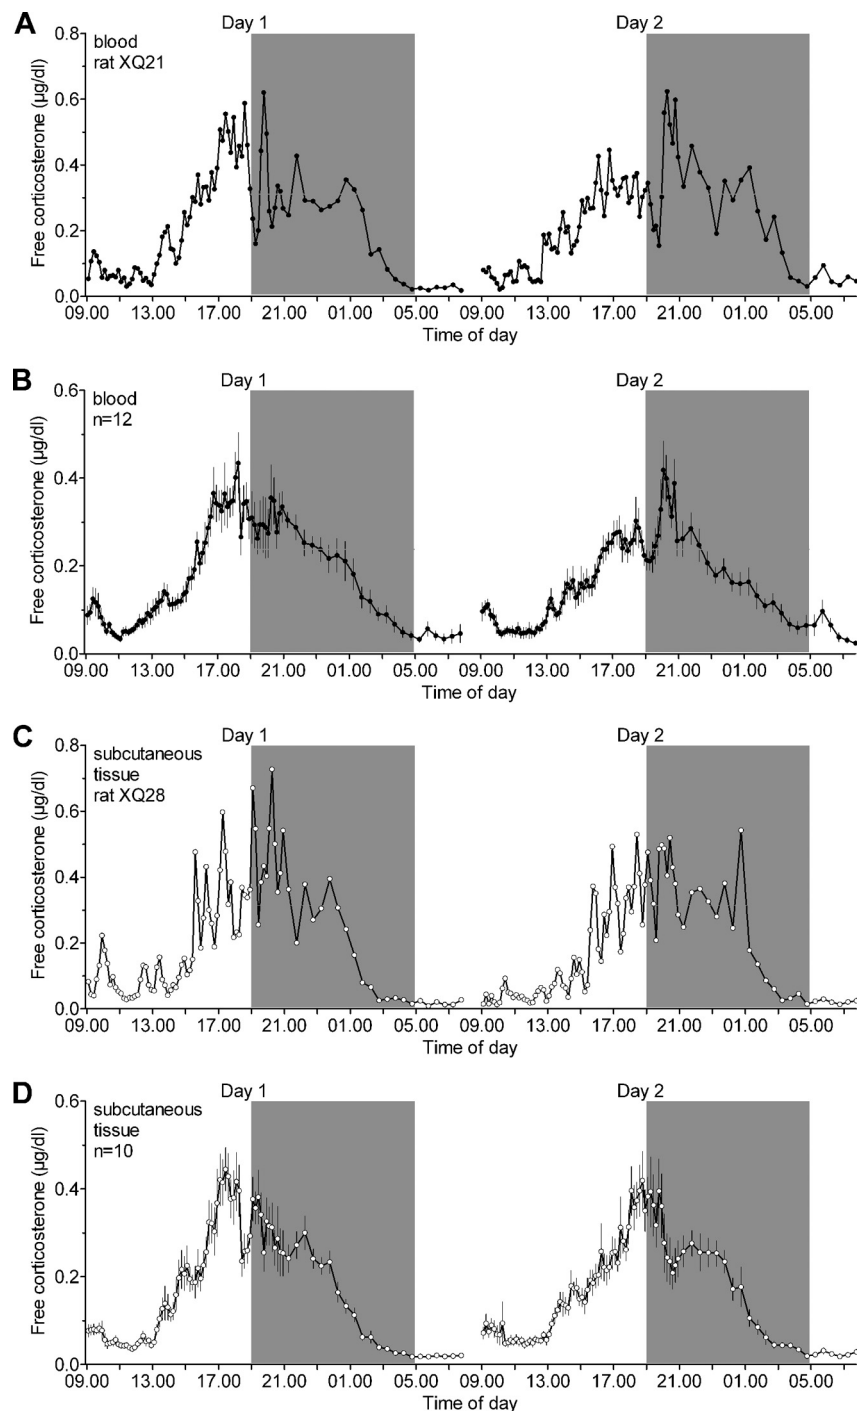 A
Day 1
Day 2
blood
rat XQ21
Free corticosterone (µg/dl)
0.8
0.6
0.4
0.2
0.0
09.00 13.00 17.00 21.00 01.00 05.00 09.00 13.00 17.00 21.00 01.00 05.00
Time of day
B
Day 1
Day 2
blood
n=12
Free corticosterone (µg/dl)
0.6
0.4
0.2
0.0
09.00 13.00 17.00 21.00 01.00 05.00 09.00 13.00 17.00 21.00 01.00 05.00
Time of day
C
Day 1
Day 2
subcutaneous
tissue
rat XQ28
Free corticosterone (µg/dl)
0.8
0.6
0.4
0.2
0.0
09.00 13.00 17.00 21.00 01.00 05.00 09.00 13.00 17.00 21.00 01.00 05.00
Time of day
D
Day 1
Day 2
subcutaneous
tissue
n=10
Free corticosterone (µg/dl)
0.6
0.4
0.2
0.0
09.00 13.00 17.00 21.00 01.00 05.00 09.00 13.00 17.00 21.00 01.00 05.00
Time of day